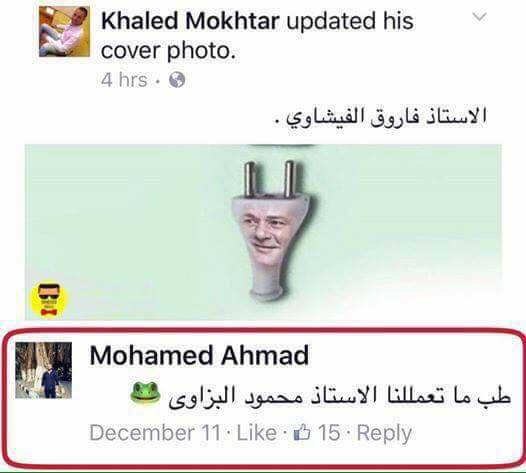 Khaled Mokhtar updated his
cover photo.
4 hrs ·
الاستاذ فاروق الفيشاوي .
Mohamed Ahmad
طب ما تعمللنا الاستاذ محمود البزاوى 🐸
December 11 · Like · 15 · Reply